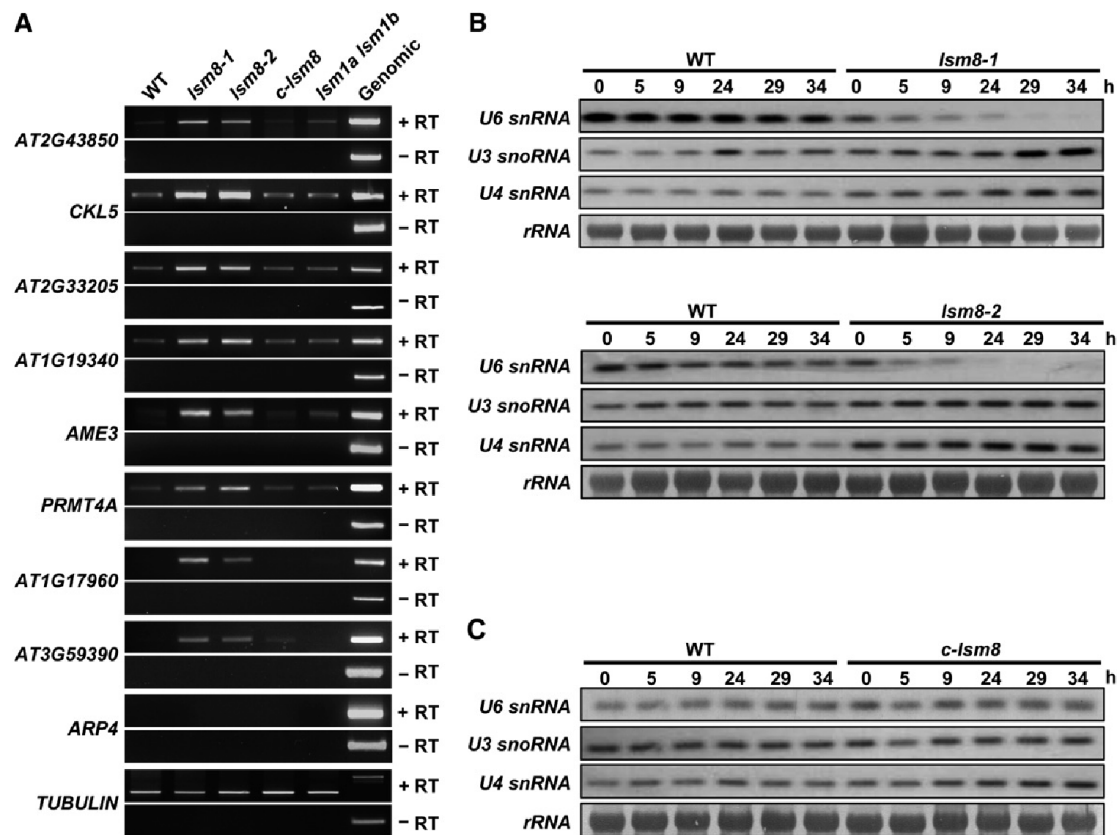 A
WT
lsm8-1
lsm8-2
c-lsm8
lsm1a lsm1b
Genomic
AT2G43850
+ RT
− RT
CKL5
+ RT
− RT
AT2G33205
+ RT
− RT
AT1G19340
+ RT
− RT
AME3
+ RT
− RT
PRMT4A
+ RT
− RT
AT1G17960
+ RT
− RT
AT3G59390
+ RT
− RT
ARP4
+ RT
− RT
TUBULIN
+ RT
− RT
B
WT lsm8-1
0 5 9 24 29 34 0 5 9 24 29 34 h
U6 snRNA
U3 snoRNA
U4 snRNA
rRNA
WT lsm8-2
0 5 9 24 29 34 0 5 9 24 29 34 h
U6 snRNA
U3 snoRNA
U4 snRNA
rRNA
C
WT c-lsm8
0 5 9 24 29 34 0 5 9 24 29 34 h
U6 snRNA
U3 snoRNA
U4 snRNA
rRNA